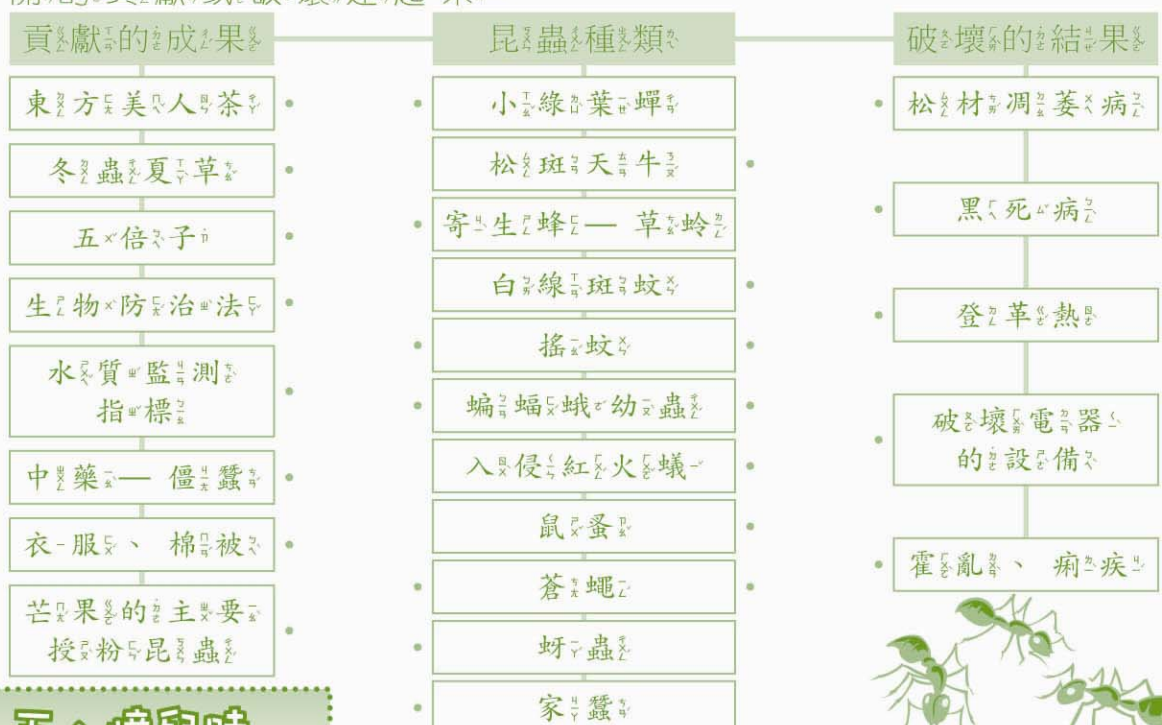 貢獻的成果
東方美人茶
冬蟲夏草
五倍子
生物防治法
水質監測
指標
中藥—僵蠶
衣服、棉被
芒果的主要
授粉昆蟲
昆蟲種類
小綠葉蟬
松斑天牛
寄生蜂—草蛉
白線斑蚊
搖蚊
蝙蝠蛾幼蟲
入侵紅火蟻
鼠蚤
蒼蠅
蚜蟲
家蠶
破壞的結果
松材凋萎病
黑死病
登革熱
破壞電器
的設備
霍亂、痢疾